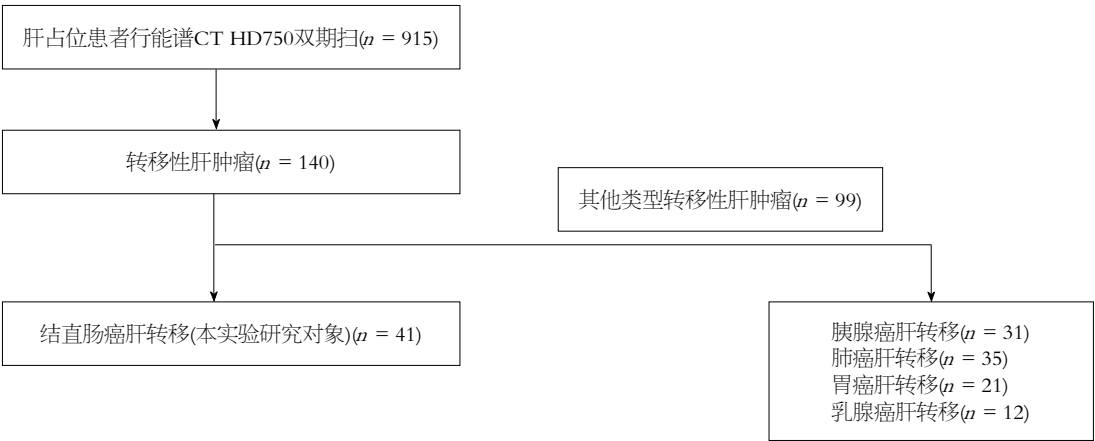 肝占位患者行能谱CT HD750双期扫(n = 915)
转移性肝肿瘤(n = 140)
其他类型转移性肝肿瘤(n = 99)
结直肠癌肝转移(本实验研究对象)(n = 41)
胰腺癌肝转移(n = 31)
肺癌肝转移(n = 35)
胃癌肝转移(n = 21)
乳腺癌肝转移(n = 12)